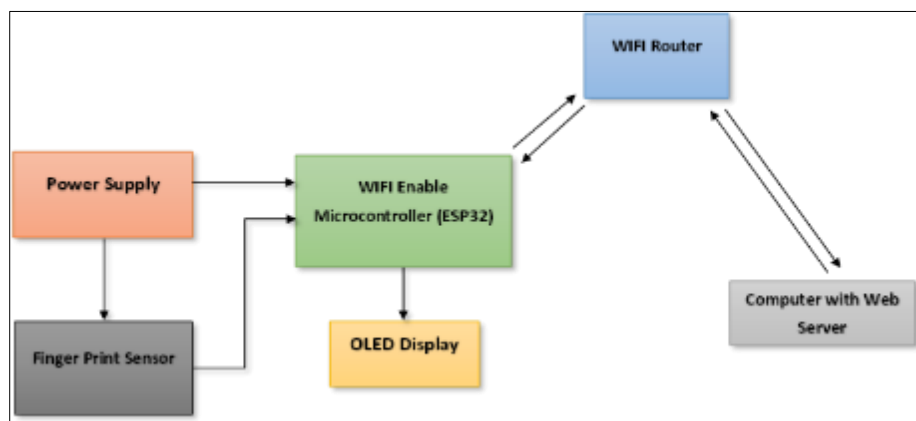 WIFI Router
Power Supply
WIFI Enable
Microcontroller (ESP32)
Computer with Web
Server
Finger Print Sensor
OLED Display